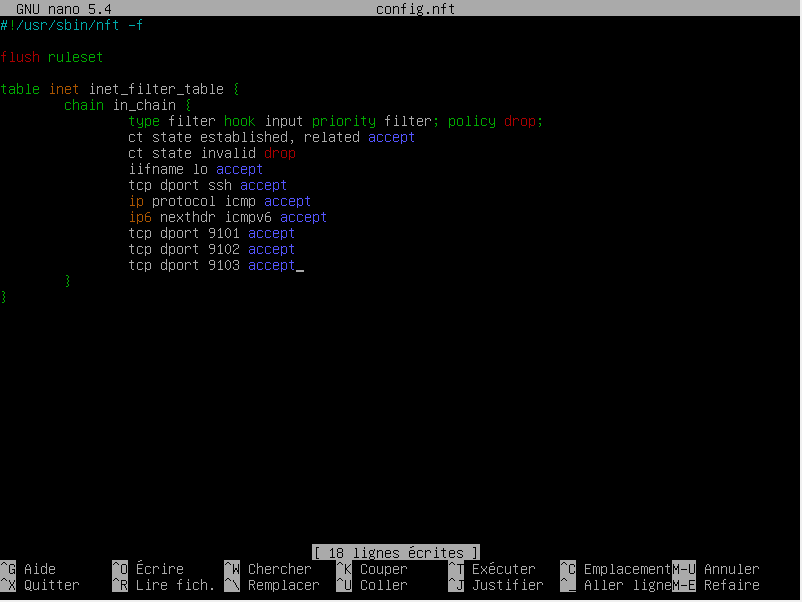 GNU nano 5.4 config.nft
#!/usr/sbin/nft -f
flush ruleset
table inet inet_filter_table {
chain in_chain {
type filter hook input priority filter; policy drop;
ct state established, related accept
ct state invalid drop
iifname lo accept
tcp dport ssh accept
ip protocol icmp accept
ip6 nexthdr icmpv6 accept
tcp dport 9101 accept
tcp dport 9102 accept
tcp dport 9103 accept_
}
}
[ 18 lignes écrites ]
^G Aide ^O Écrire ^W Chercher ^K Couper ^T Exécuter ^C Emplacement M-U Annuler
^X Quitter ^R Lire fich. ^\ Remplacer ^U Coller ^J Justifier ^_ Aller ligne M-E Refaire